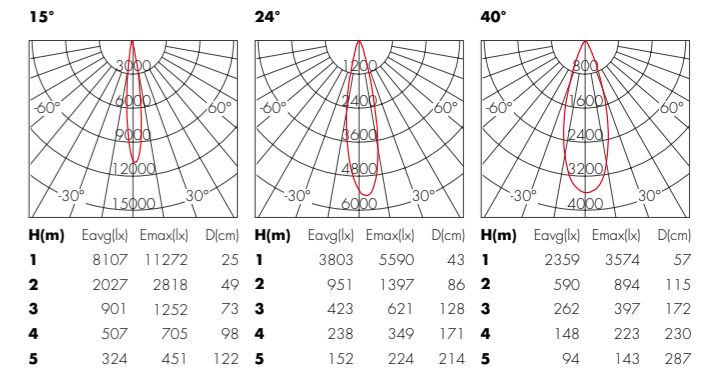 15° 24° 40°
3000 1200 800
6000 2400 1600
-60° 60° -60° 60° -60° 60°
9000 3600 2400
12000 4800 3200
-30° 30° -30° 30° -30° 30°
15000 6000 4000
H(m) Eavg(lx) Emax(lx) D(cm) H(m) Eavg(lx) Emax(lx) D(cm) H(m) Eavg(lx) Emax(lx) D(cm)
1 8107 11272 25 1 3803 5590 43 1 2359 3574 57
2 2027 2818 49 2 951 1397 86 2 590 894 115
3 901 1252 73 3 423 621 128 3 262 397 172
4 507 705 98 4 238 349 171 4 148 223 230
5 324 451 122 5 152 224 214 5 94 143 287